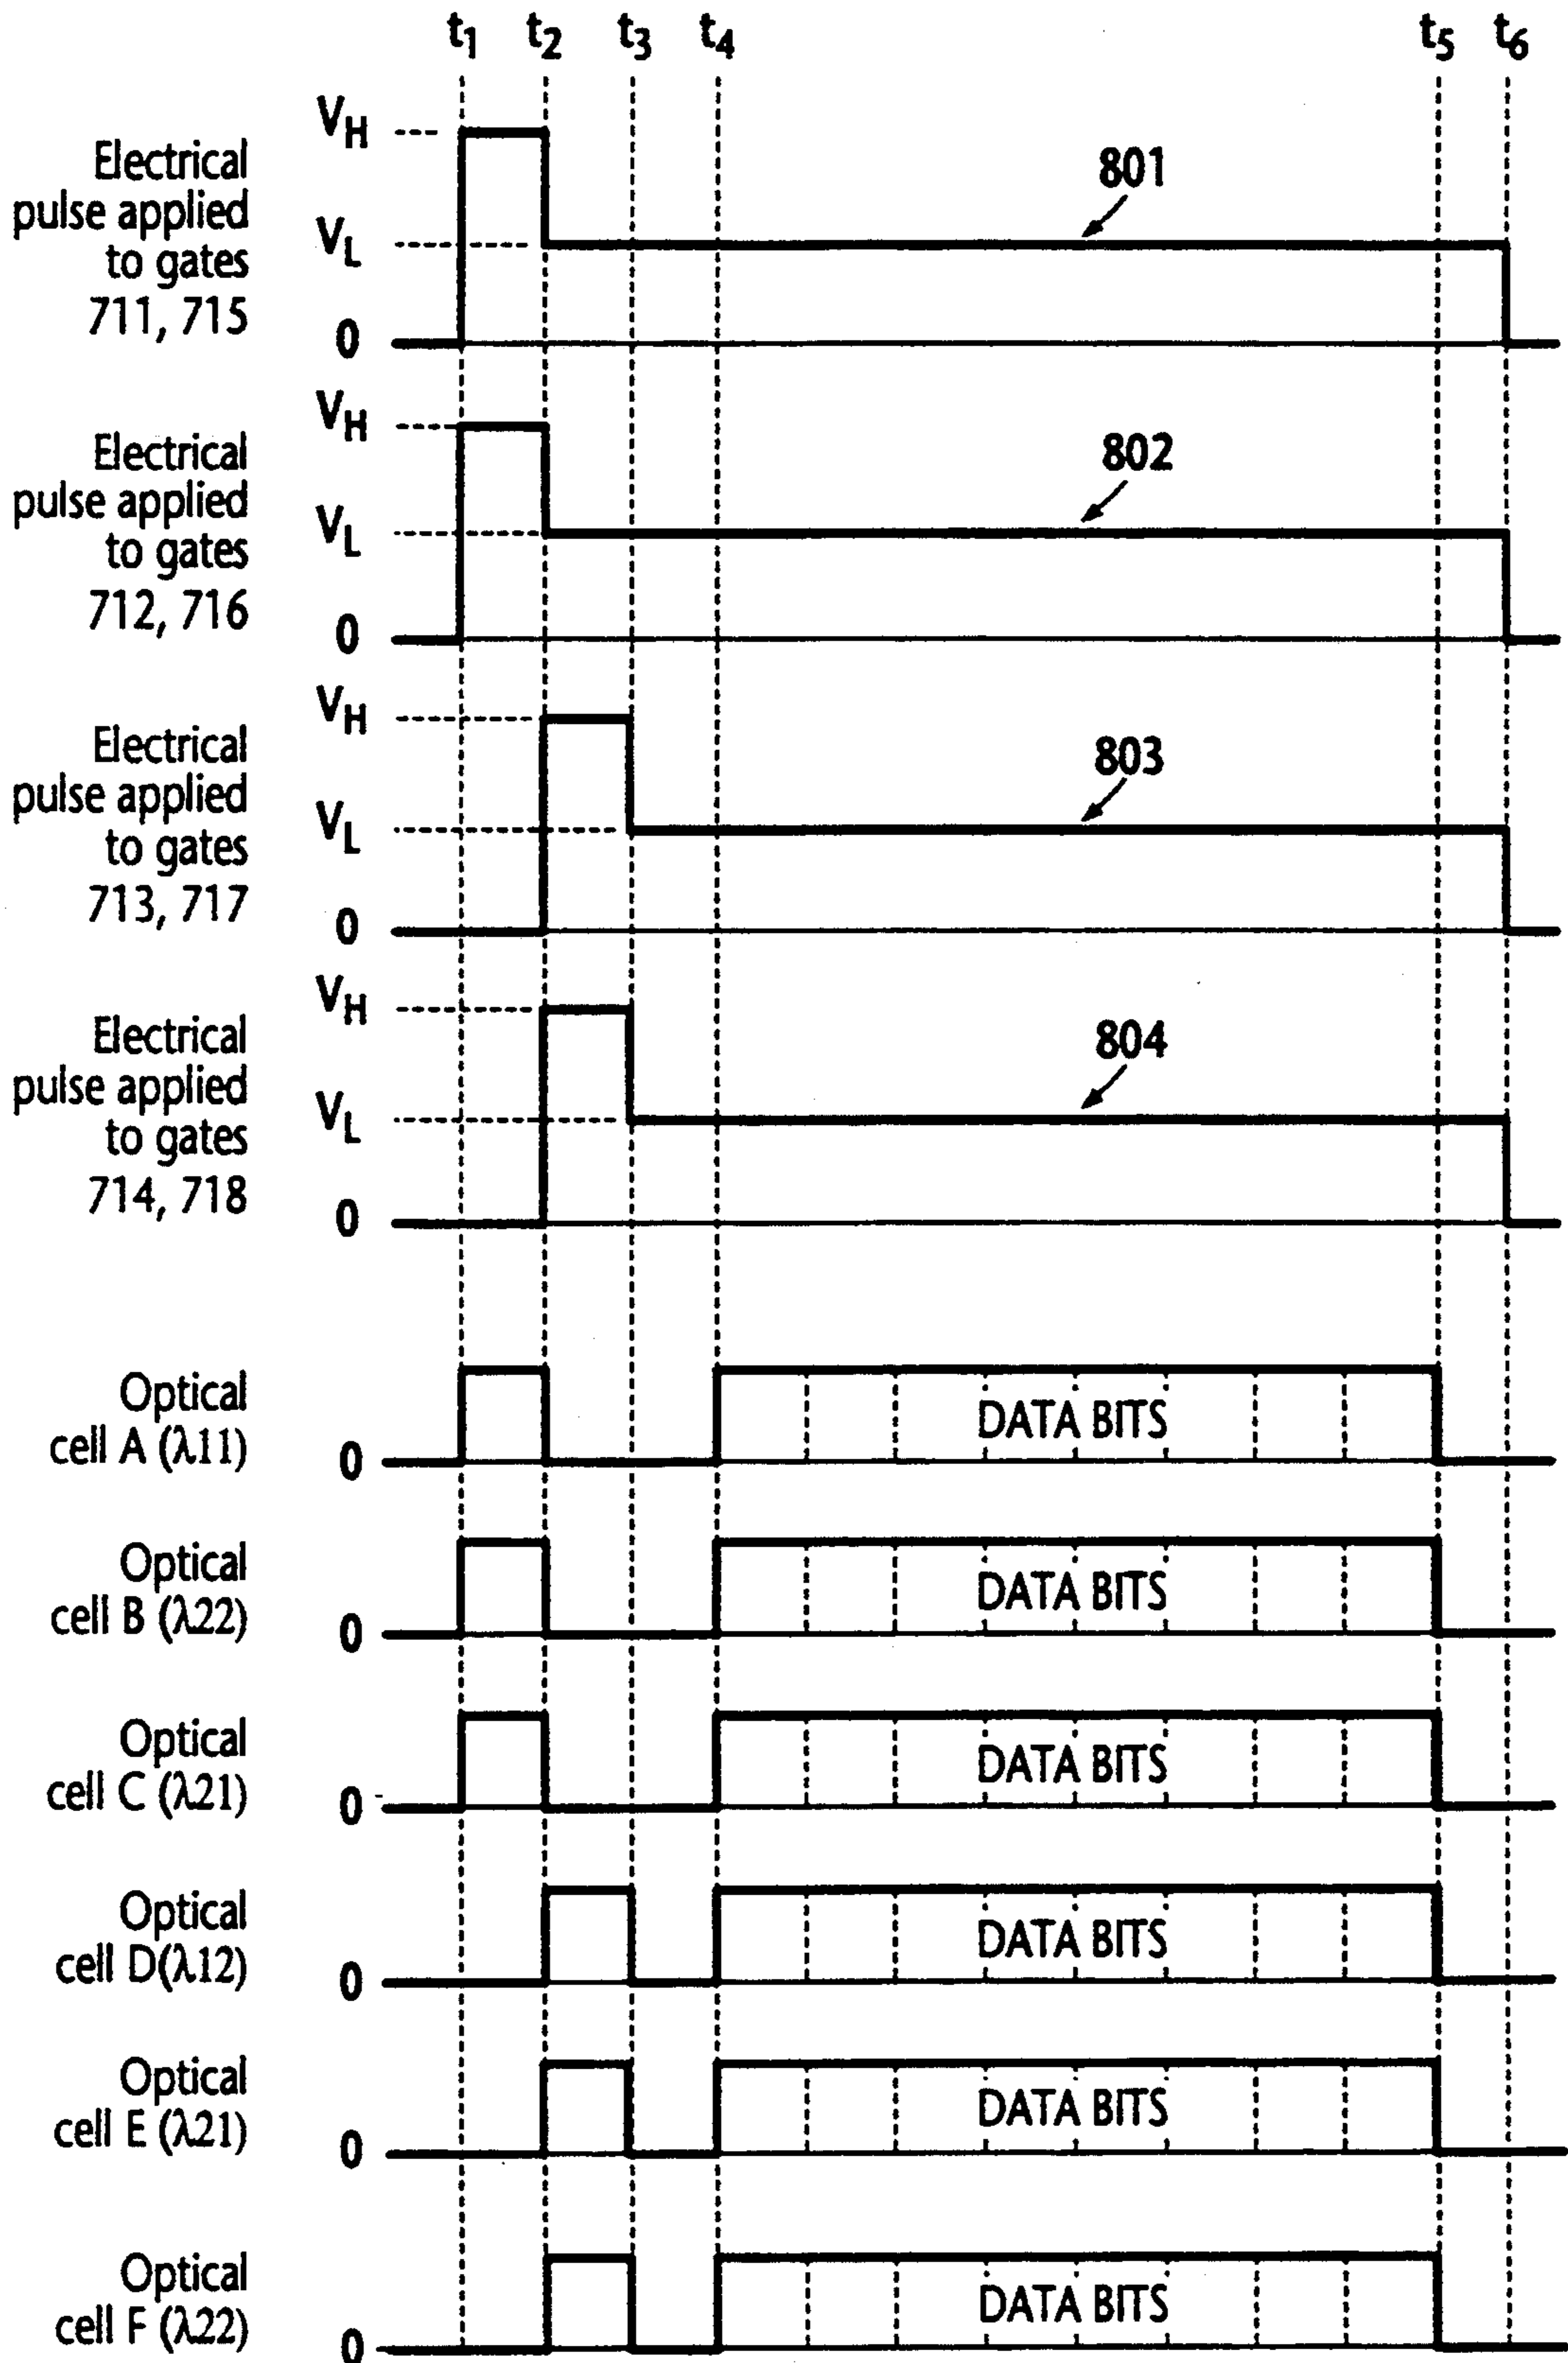 t1 t2 t3 t4 t5 t6
Electrical
pulse applied
to gates
711, 715
VH
VL
0
801
Electrical
pulse applied
to gates
712, 716
VH
VL
0
802
Electrical
pulse applied
to gates
713, 717
VH
VL
0
803
Electrical
pulse applied
to gates
714, 718
VH
VL
0
804
Optical
cell A (λ11)
0
DATA BITS
Optical
cell B (λ22)
0
DATA BITS
Optical
cell C (λ21)
0
DATA BITS
Optical
cell D(λ12)
0
DATA BITS
Optical
cell E (λ21)
0
DATA BITS
Optical
cell F (λ22)
0
DATA BITS